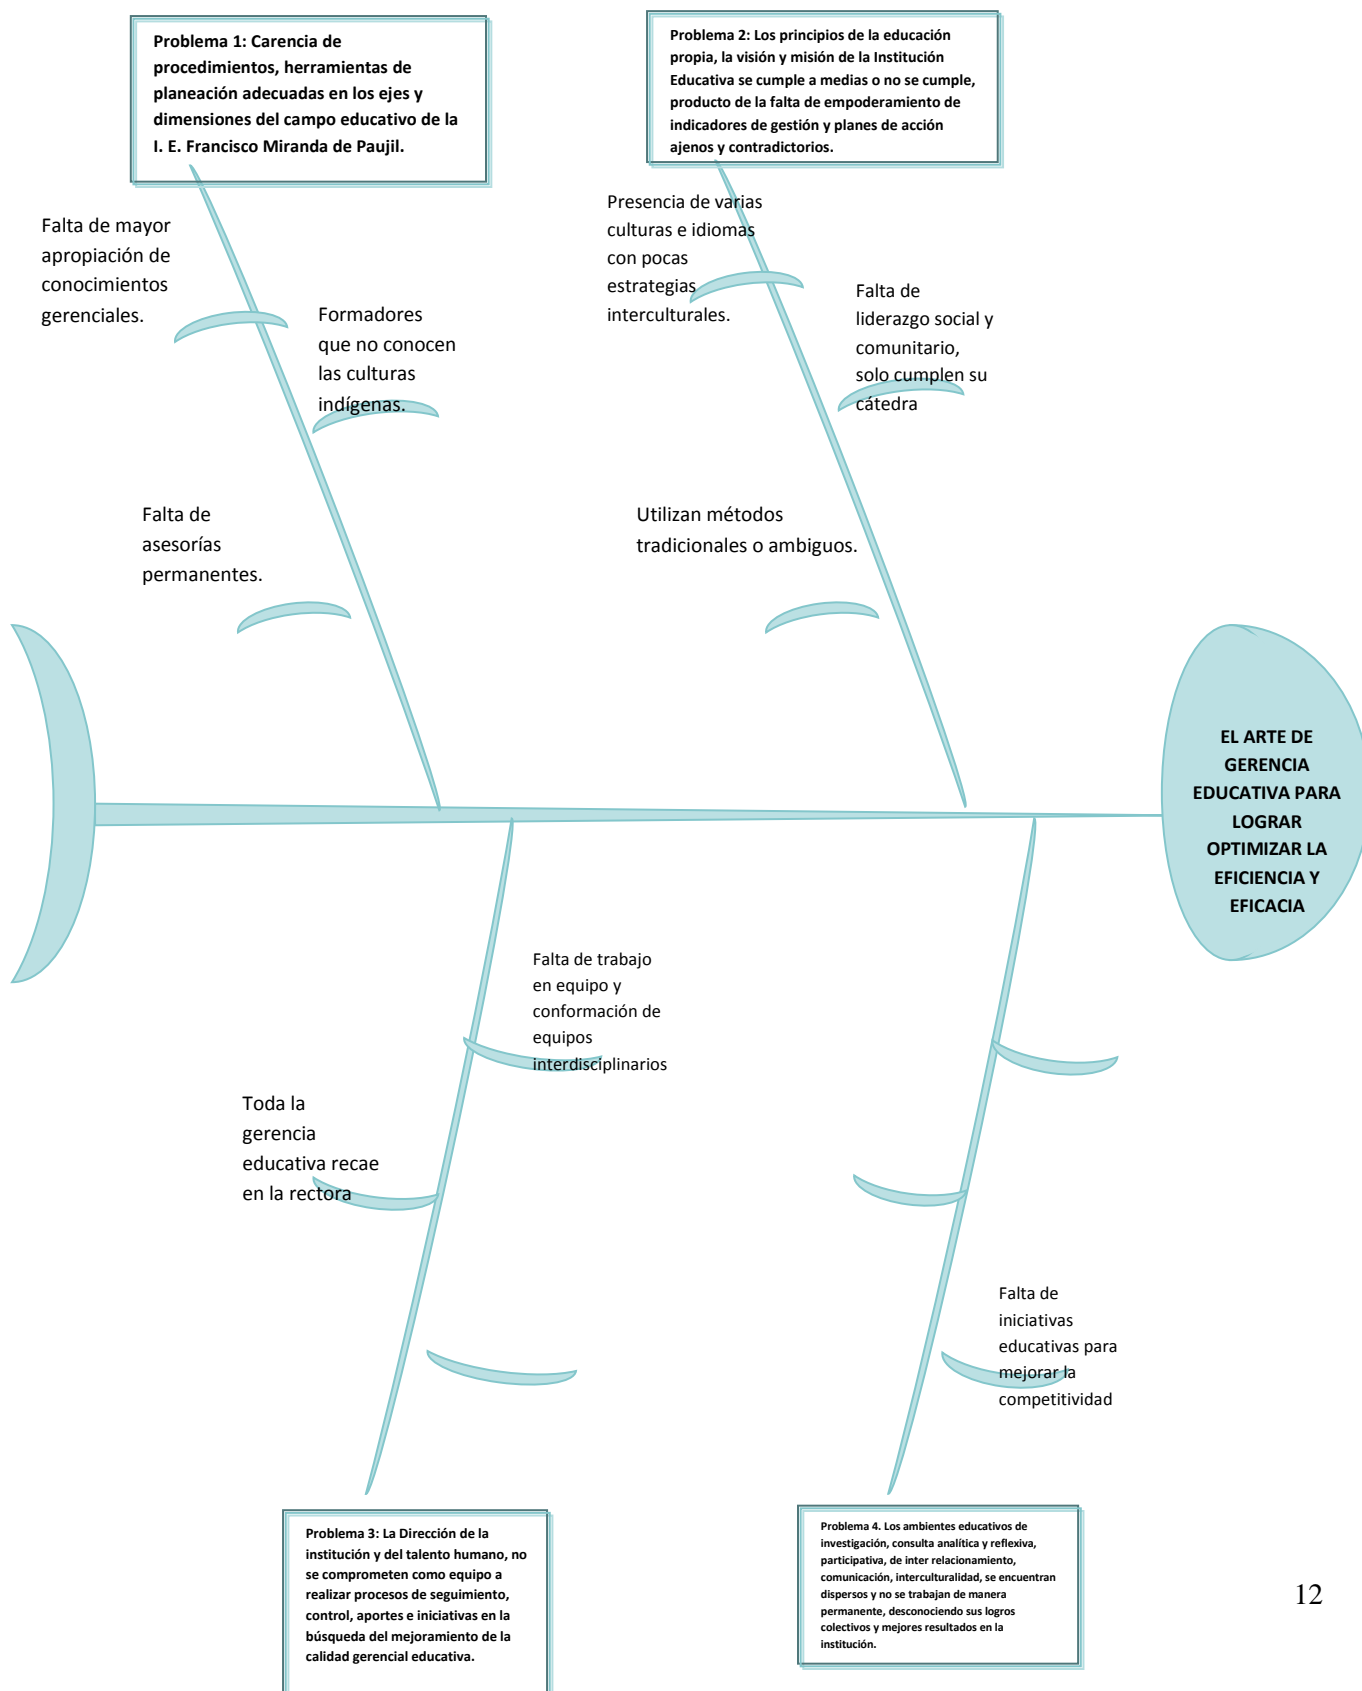 Problema 1: Carencia de
procedimientos, herramientas de
planeación adecuadas en los ejes y
dimensiones del campo educativo de la
I. E. Francisco Miranda de Paujil.
Problema 2: Los principios de la educación
propia, la visión y misión de la Institución
Educativa se cumple a medias o no se cumple,
producto de la falta de empoderamiento de
indicadores de gestión y planes de acción
ajenos y contradictorios.
Falta de mayor
apropiación de
conocimientos
gerenciales.
Formadores
que no conocen
las culturas
indígenas.
Presencia de varias
culturas e idiomas
con pocas
estrategias
interculturales.
Falta de
liderazgo social y
comunitario,
solo cumplen su
cátedra
Falta de
asesorías
permanentes.
Utilizan métodos
tradicionales o ambiguos.
EL ARTE DE
GERENCIA
EDUCATIVA PARA
LOGRAR
OPTIMIZAR LA
EFICIENCIA Y
EFICACIA
Falta de trabajo
en equipo y
conformación de
equipos
interdisciplinarios
Toda la
gerencia
educativa recae
en la rectora
Falta de
iniciativas
educativas para
mejorar la
competitividad
Problema 3: La Dirección de la
institución y del talento humano, no
se comprometen como equipo a
realizar procesos de seguimiento,
control, aportes e iniciativas en la
búsqueda del mejoramiento de la
calidad gerencial educativa.
Problema 4. Los ambientes educativos de
investigación, consulta analítica y reflexiva,
participativa, de inter relacionamiento,
comunicación, interculturalidad, se encuentran
dispersos y no se trabajan de manera
permanente, desconociendo sus logros
colectivos y mejores resultados en la
institución.
12